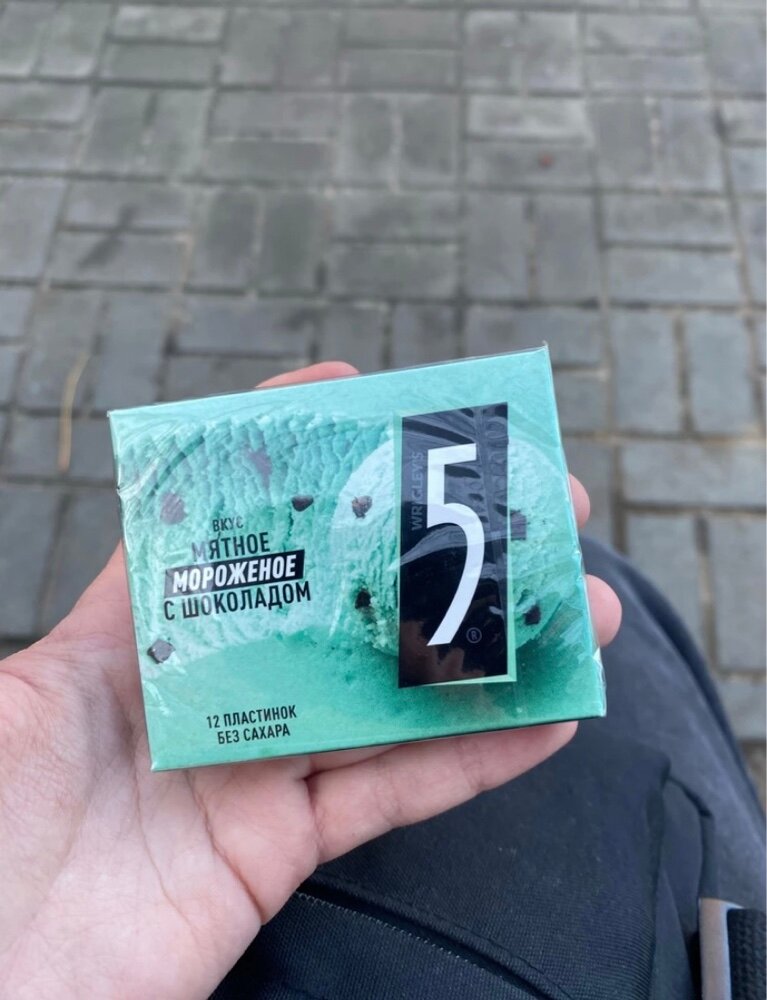 ВКУС
МЯТНОЕ
МОРОЖЕНОЕ
С ШОКОЛАДОМ
12 ПЛАСТИНОК
БЕЗ САХАРА
WRIGLEY'S
5
®